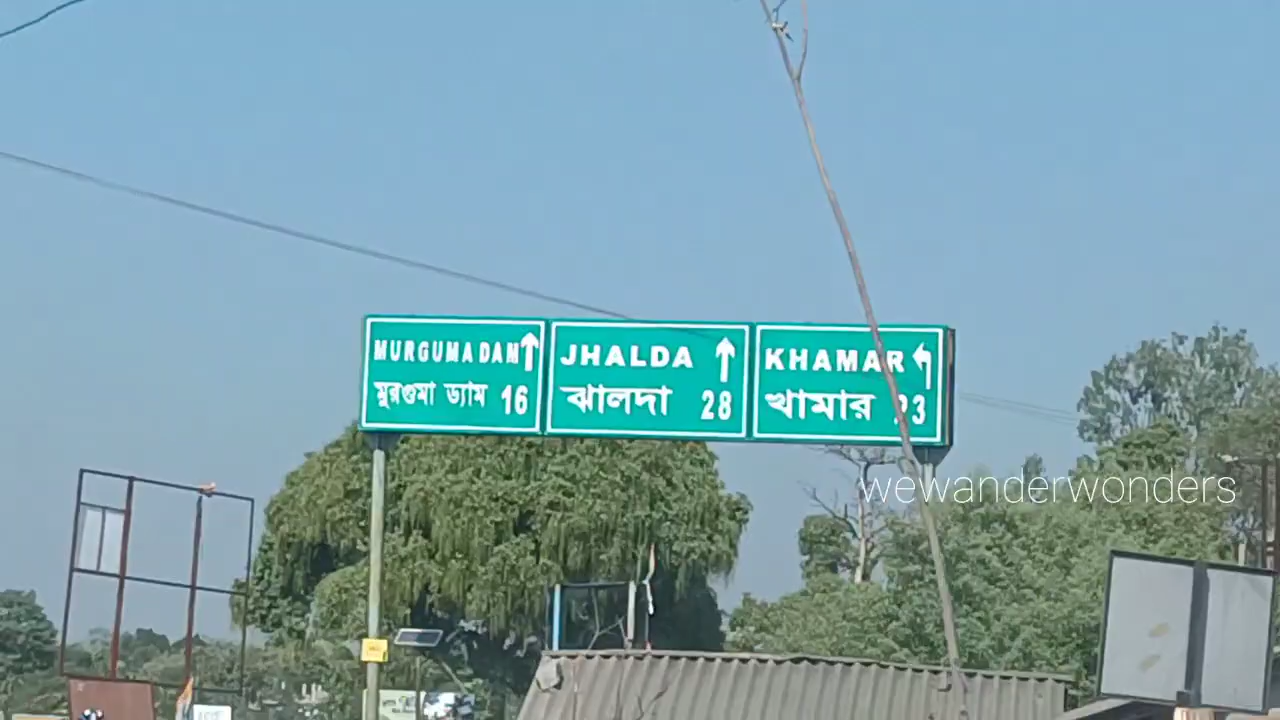 MURGUMA DAM
মুরগুমা ড্যাম 16
JHALDA
ঝালদা 28
KHAMAR
খামার
wewanderwonders